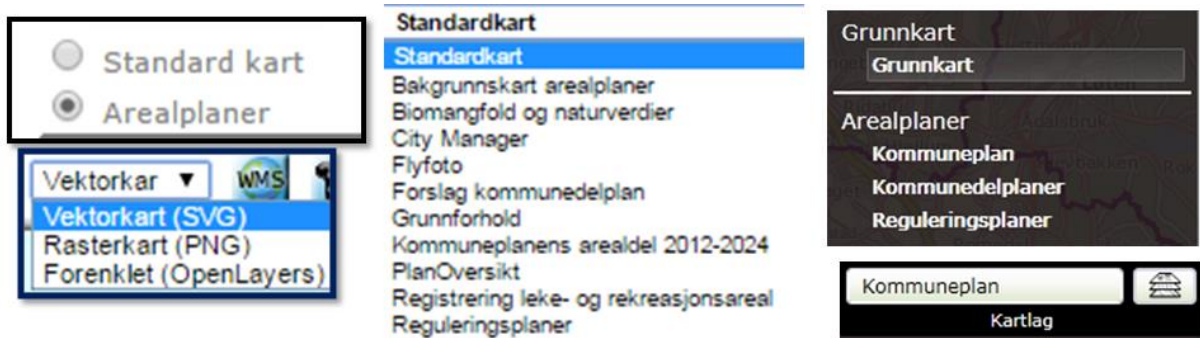 Standard kart
Arealplaner
Vektorkar
WMS
Vektorkart (SVG)
Rasterkart (PNG)
Forenklet (OpenLayers)
Standardkart
Standardkart
Bakgrunnskart arealplaner
Biomangfold og naturverdier
City Manager
Flyfoto
Forslag kommunedelplan
Grunnforhold
Kommuneplanens arealdel 2012-2024
PlanOversikt
Registrering leke- og rekreasjonsareal
Reguleringsplaner
Grunnkart
Grunnkart
Arealplaner
Kommuneplan
Kommunedelplaner
Reguleringsplaner
Kommuneplan
Kartlag